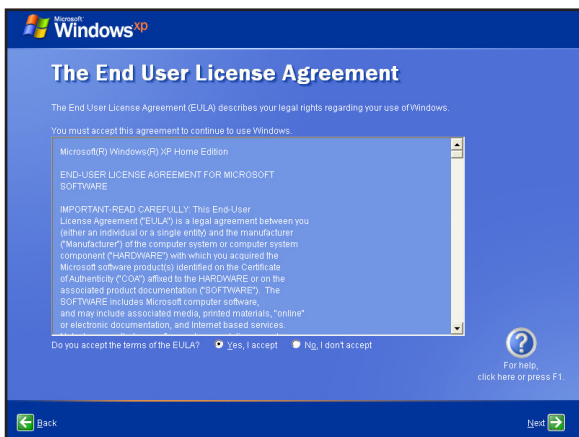 Microsoft
Windows xp
The End User License Agreement
The End User License Agreement (EULA) describes your legal rights regarding your use of Windows.
You must accept this agreement to continue to use Windows.
Microsoft(R) Windows(R) XP Home Edition
END-USER LICENSE AGREEMENT FOR MICROSOFT
SOFTWARE
IMPORTANT-READ CAREFULLY: This End-User
License Agreement ("EULA") is a legal agreement between you
(either an individual or a single entity) and the manufacturer
("Manufacturer") of the computer system or computer system
component ("HARDWARE") with which you acquired the
Microsoft software product(s) identified on the Certificate
of Authenticity ("COA") affixed to the HARDWARE or on the
associated product documentation ("SOFTWARE"). The
SOFTWARE includes Microsoft computer software,
and may include associated media, printed materials, "online"
or electronic documentation, and Internet based services.
Do you accept the terms of the EULA? Yes, I accept No, I don't accept
For help,
click here or press F1.
Back Next